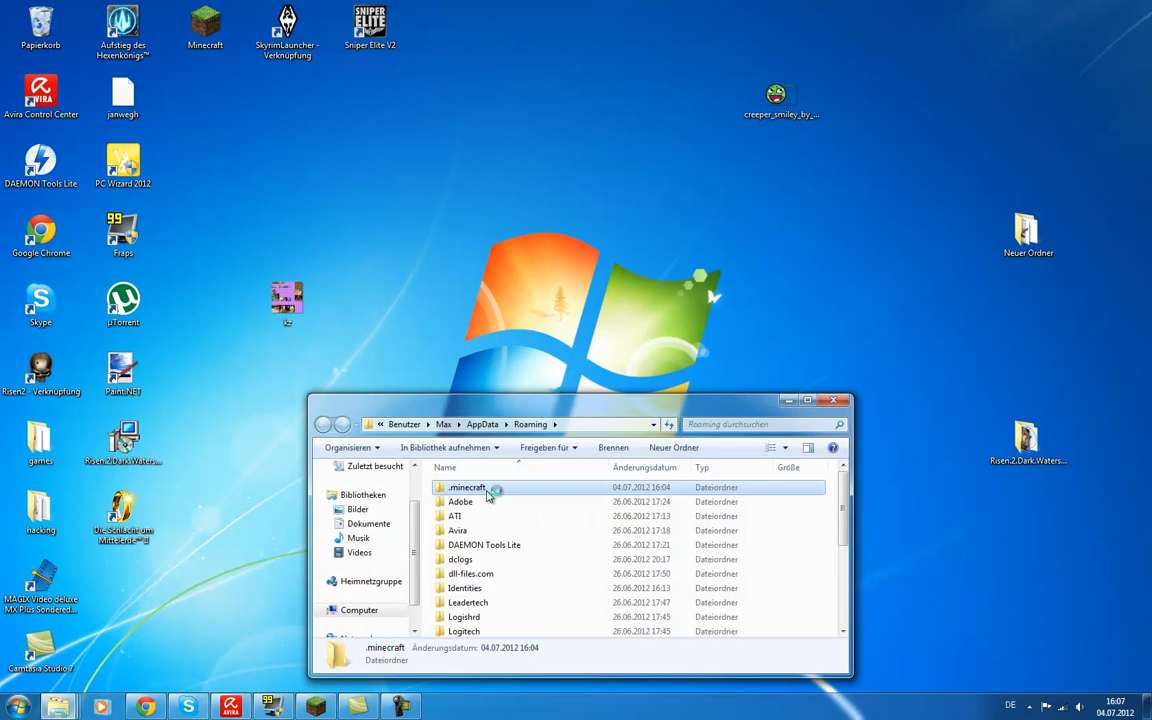 Papierkorb
Aufstieg des
Hexenkönigs™
Minecraft
SkyrimLauncher -
Verknüpfung
SNIPER
ELITE
Sniper Elite V2
AVIRA
Avira Control Center
janwegh
creeper_smiley_by_...
DAEMON Tools Lite
PC Wizard 2012
99
Google Chrome
Fraps
Neuer Ordner
Skype
µTorrent
kz
Risen2 - Verknüpfung
Paint.NET
games
Risen.2.Dark.Waters...
Risen.2.Dark.Waters...
hacking
Die Schlacht um
Mittelerde™ II
MAGIX Video deluxe
MX Plus Sondered...
Camtasia Studio 7
« Benutzer Max AppData Roaming
Roaming durchsuchen
Organisieren In Bibliothek aufnehmen Freigeben für Brennen Neuer Ordner
Zuletzt besucht
Bibliotheken
Bilder
Dokumente
Musik
Videos
Heimnetzgruppe
Computer
Name Änderungsdatum Typ Größe
.minecraft 04.07.2012 16:04 Dateiordner
Adobe 26.06.2012 17:24 Dateiordner
ATI 26.06.2012 17:13 Dateiordner
Avira 26.06.2012 17:18 Dateiordner
DAEMON Tools Lite 26.06.2012 17:21 Dateiordner
dclogs 26.06.2012 20:17 Dateiordner
dll-files.com 26.06.2012 17:50 Dateiordner
Identities 26.06.2012 16:13 Dateiordner
Leadertech 26.06.2012 17:47 Dateiordner
Logishrd 26.06.2012 17:45 Dateiordner
Logitech 26.06.2012 17:45 Dateiordner
.minecraft Änderungsdatum: 04.07.2012 16:04
Dateiordner
AVIRA
99
DE
16:07
04.07.2012